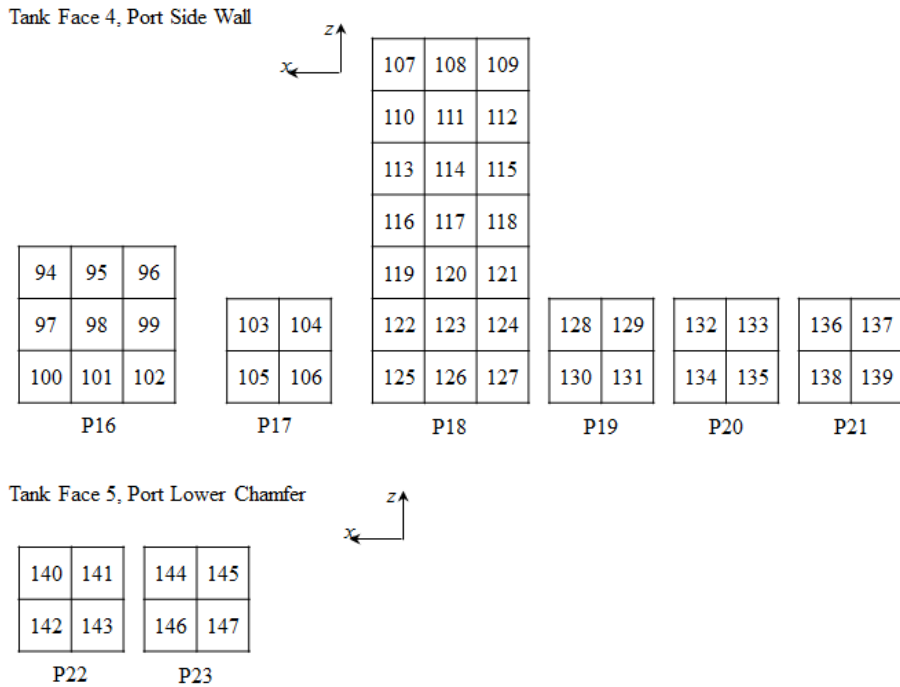 Tank Face 4, Port Side Wall
z
x
107 108 109
110 111 112
113 114 115
116 117 118
94 95 96 119 120 121
97 98 99 103 104 122 123 124 128 129 132 133 136 137
100 101 102 105 106 125 126 127 130 131 134 135 138 139
P16 P17 P18 P19 P20 P21
Tank Face 5, Port Lower Chamfer
z
x
140 141 144 145
142 143 146 147
P22 P23